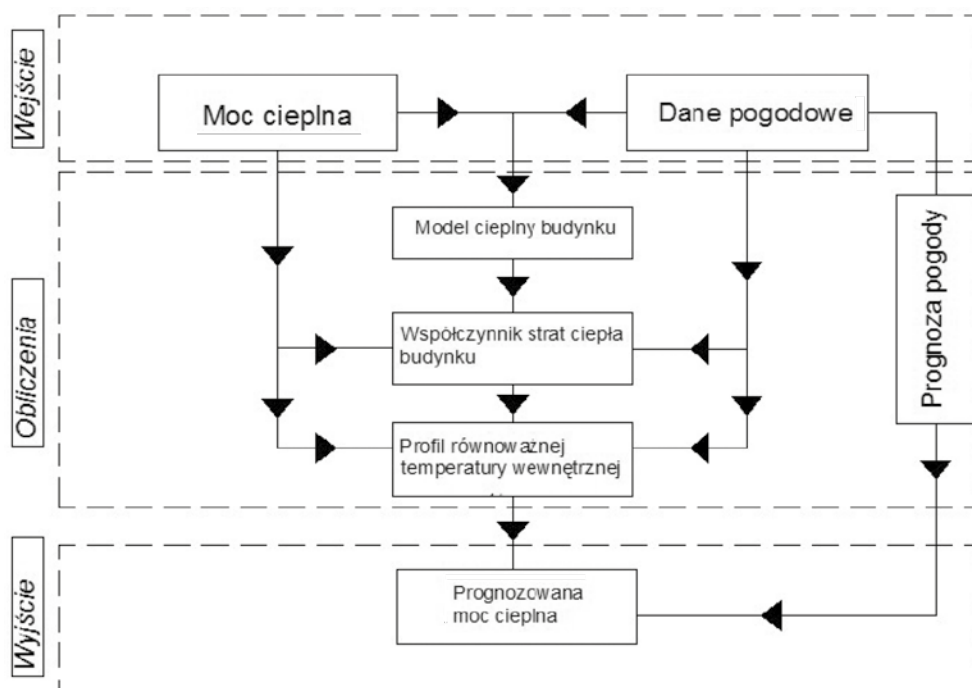 Wejście
Moc cieplna
Dane pogodowe
Obliczenia
Model cieplny budynku
Współczynnik strat ciepła
budynku
Profil równoważnej
temperatury wewnętrznej
Prognoza pogody
Wyjście
Prognozowana
moc cieplna